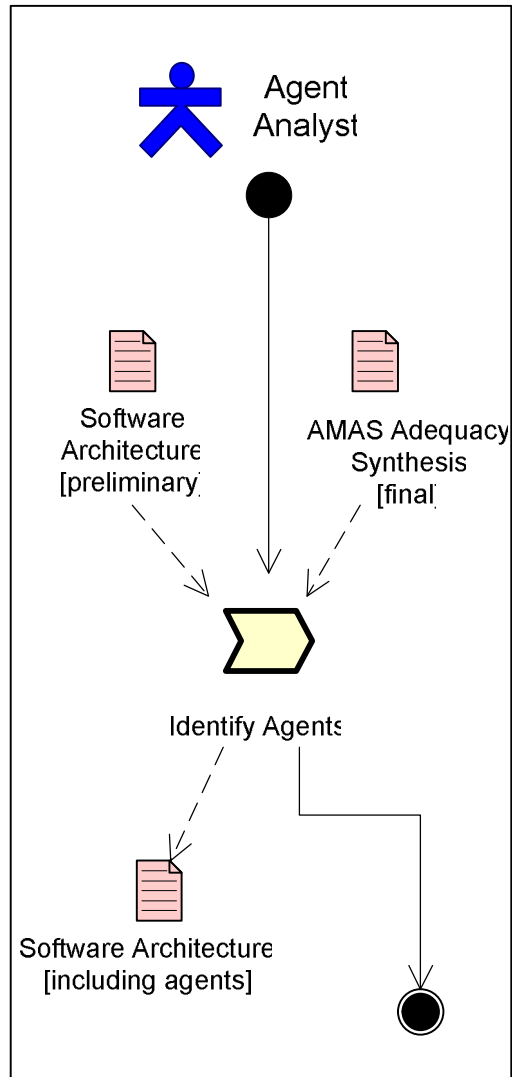 Agent
Analyst
Software
Architecture
[preliminary]
AMAS Adequacy
Synthesis
[final]
Identify Agents
Software Architecture
[including agents]